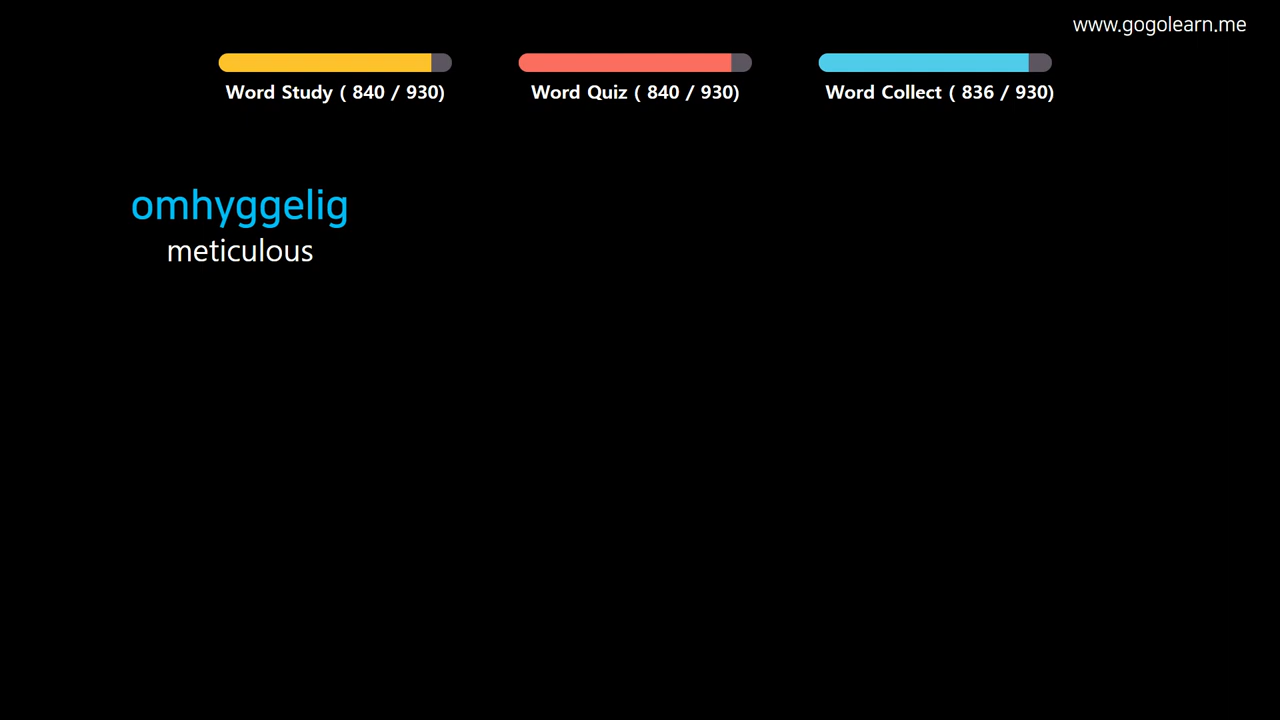 www.gogolearn.me
Word Study ( 840 / 930)
Word Quiz ( 840 / 930)
Word Collect ( 836 / 930)
omhyggelig
meticulous